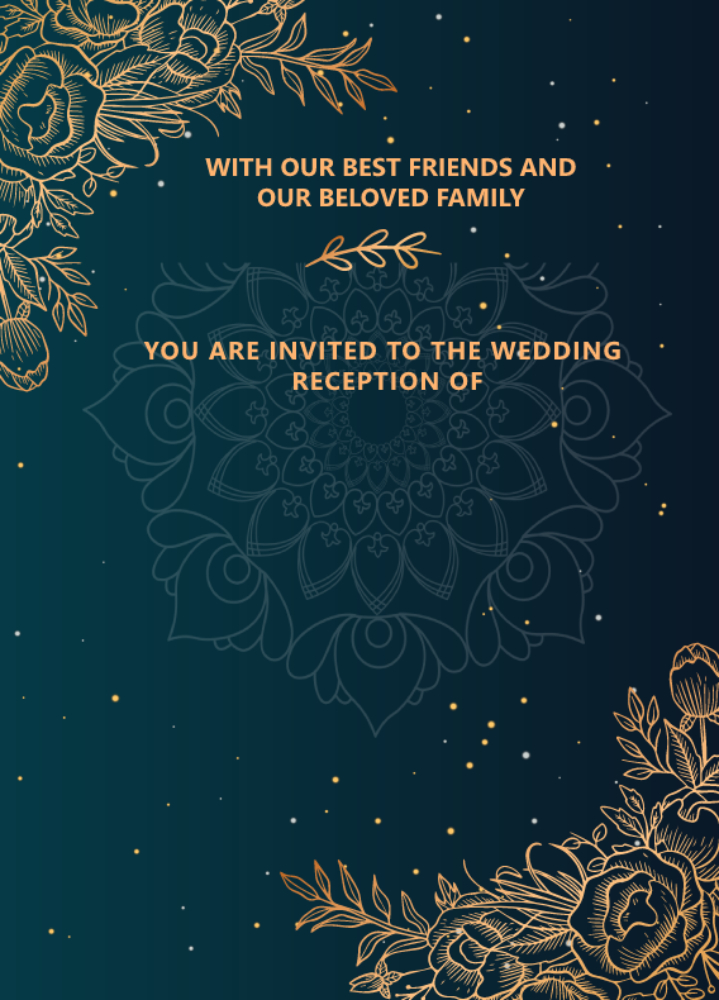 WITH OUR BEST FRIENDS AND
OUR BELOVED FAMILY
YOU ARE INVITED TO THE WEDDING
RECEPTION OF